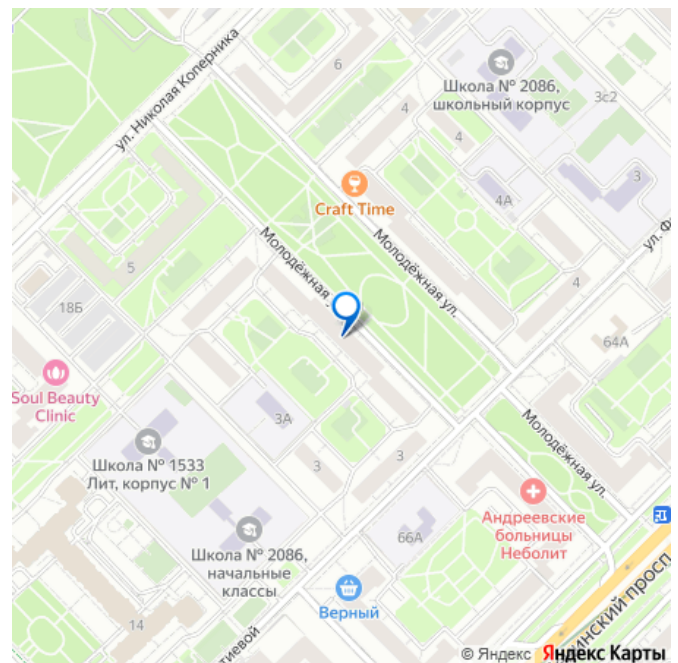 ул. Николая Коперника
6
Школа № 2086,
школьный корпус
3с2
4
4
3
4А
Craft Time
Молодёжная ул.
Молодёжная
5
18Б
4
64А
Soul Beauty
Clinic
3А
Школа № 1533
Лит, корпус № 1
3
3
Молодёжная ул.
Андреевские
больницы
Неболит
66А
Школа № 2086,
начальные
классы
Верный
14
© Яндекс Яндекс Карты